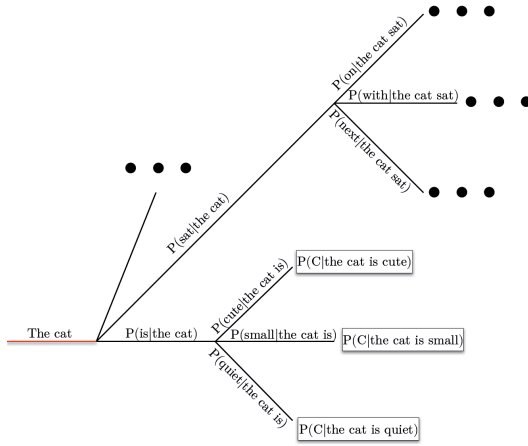 P(on|the cat sat)
P(with|the cat sat)
P(next|the cat sat)
P(sat|the cat)
The cat
P(is|the cat)
P(cute|the cat is)
P(C|the cat is cute)
P(small|the cat is)
P(C|the cat is small)
P(quiet|the cat is)
P(C|the cat is quiet)